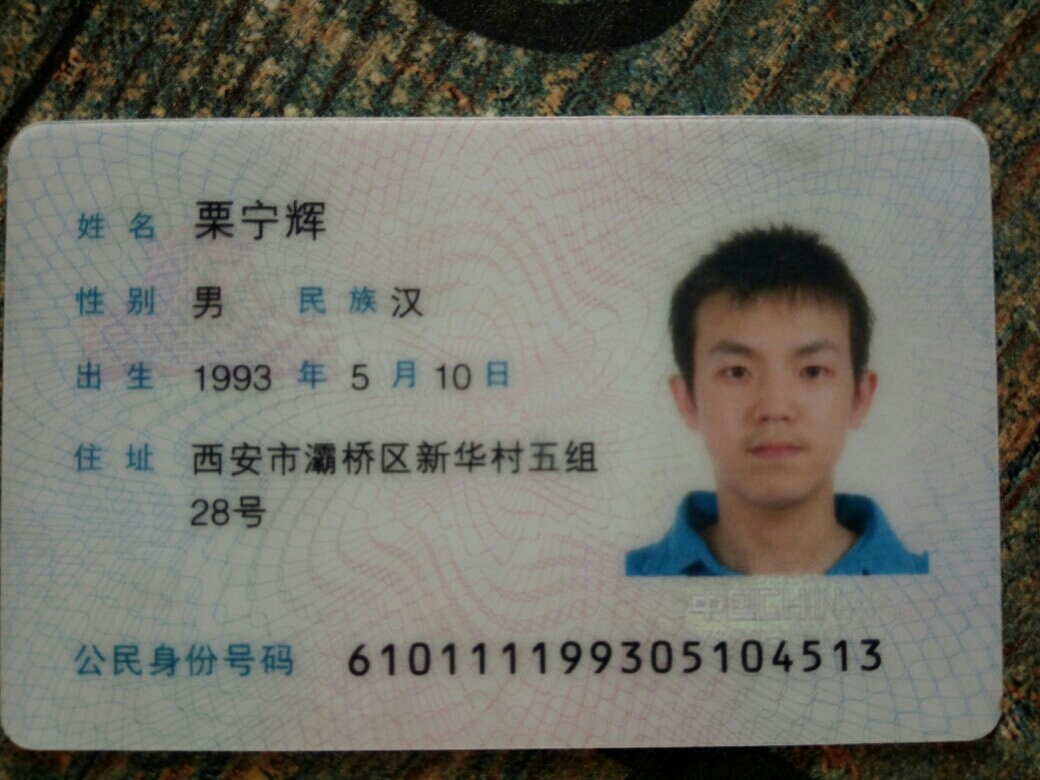 姓名 栗宁辉
性别 男 民族 汉
出生 1993 年 5 月 10 日
住址 西安市灞桥区新华村五组
28号
中国CHINA
公民身份号码 610111199305104513